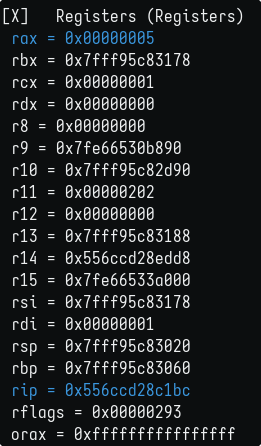 [X]   Registers (Registers)
rax = 0x00000005
rbx = 0x7fff95c83178
rcx = 0x00000001
rdx = 0x00000000
r8 = 0x00000000
r9 = 0x7fe66530b890
r10 = 0x7fff95c82d90
r11 = 0x00000202
r12 = 0x00000000
r13 = 0x7fff95c83188
r14 = 0x556ccd28edd8
r15 = 0x7fe66533a000
rsi = 0x7fff95c83178
rdi = 0x00000001
rsp = 0x7fff95c83020
rbp = 0x7fff95c83060
rip = 0x556ccd28c1bc
rflags = 0x00000293
orax = 0xffffffffffffffff